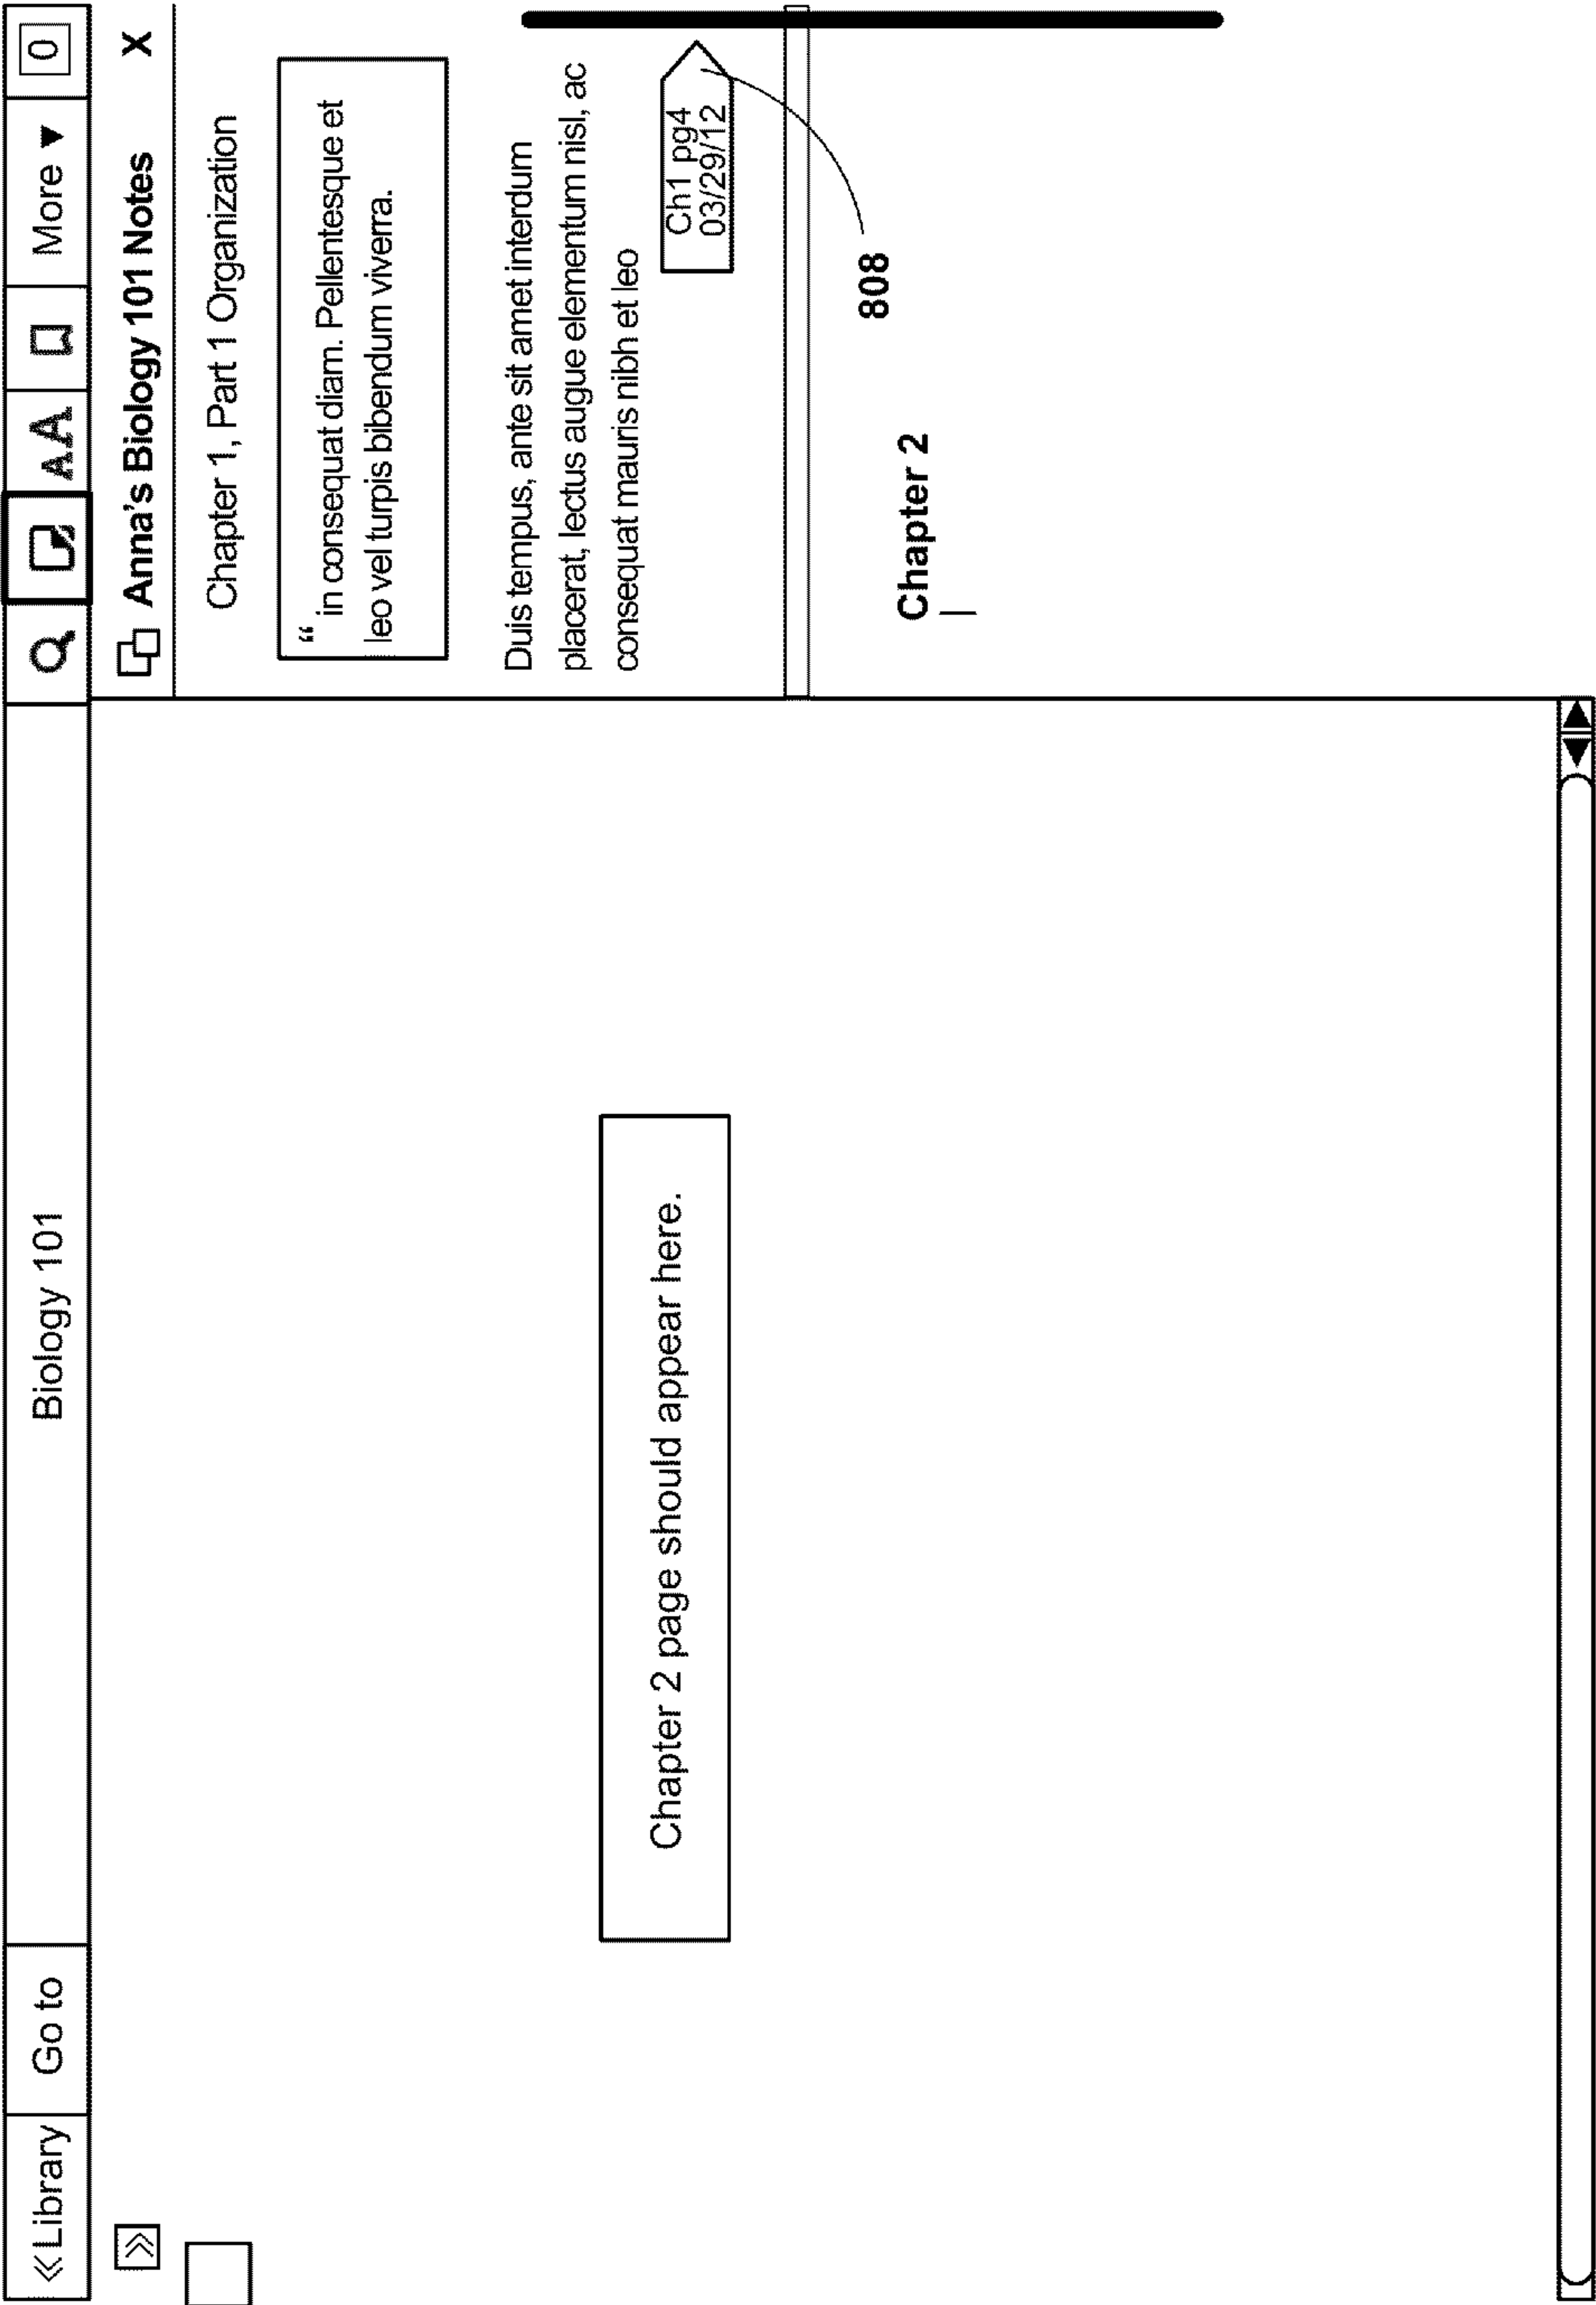 «Library
Go to
Biology 101
AA
More ▼
0
»
Anna's Biology 101 Notes X
Chapter 1, Part 1 Organization
“ in consequat diam. Pellentesque et
leo vel turpis bibendum viverra.
Duis tempus, ante sit amet interdum
placerat, lectus augue elementum nisl, ac
consequat mauris nibh et leo
Ch1 pg4
03/29/12
808
Chapter 2
Chapter 2 page should appear here.